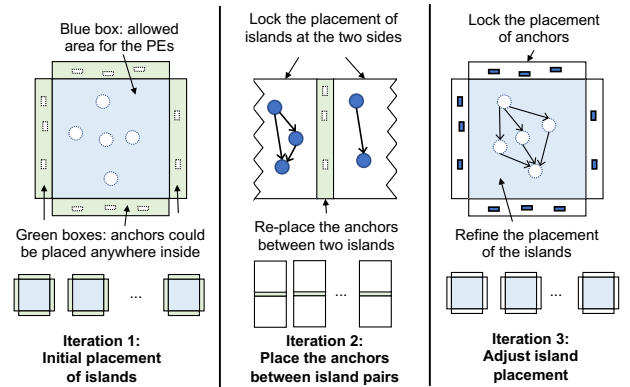 Blue box: allowed
area for the PEs
Green boxes: anchors could
be placed anywhere inside
...
Iteration 1:
Initial placement
of islands
Lock the placement of
islands at the two sides
Re-place the anchors
between two islands
...
Iteration 2:
Place the anchors
between island pairs
Lock the placement
of anchors
Refine the placement
of the islands
...
Iteration 3:
Adjust island
placement